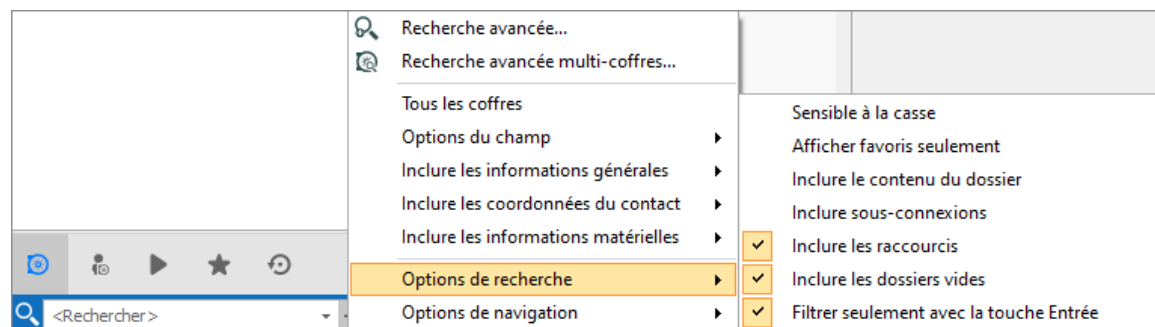 Recherche avancée...
Recherche avancée multi-coffres...
Tous les coffres
Options du champ
Inclure les informations générales
Inclure les coordonnées du contact
Inclure les informations matérielles
Options de recherche
Options de navigation
Sensible à la casse
Afficher favoris seulement
Inclure le contenu du dossier
Inclure sous-connexions
Inclure les raccourcis
Inclure les dossiers vides
Filtrer seulement avec la touche Entrée
<Rechercher>